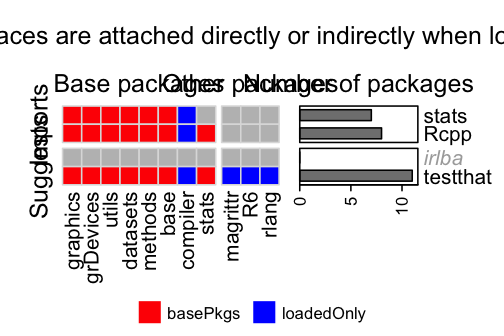 aces are attached directly or indirectly when lo
Base packages Other packages Number of packages
Imports
Suggests
stats
Rcpp
irlba
testthat
graphics
grDevices
utils
datasets
methods
base
compiler
stats
magrittr
R6
rlang
0 5 10
basePkgs loadedOnly